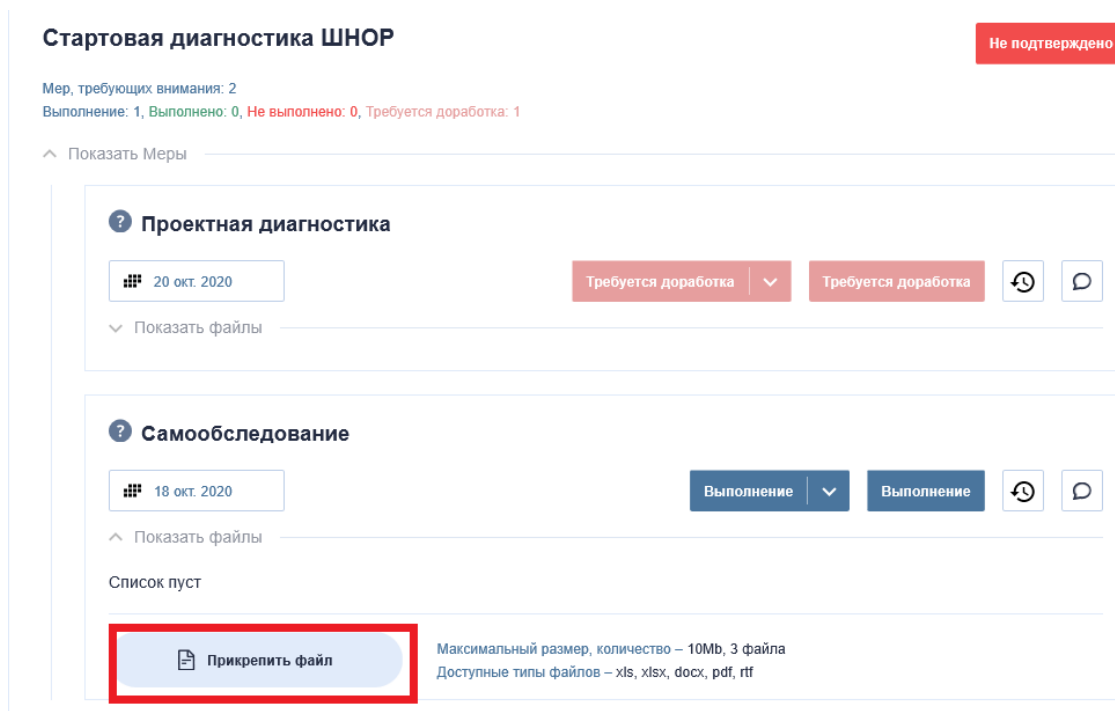 Стартовая диагностика ШНОР
Не подтверждено
Мер, требующих внимания: 2
Выполнение: 1, Выполнено: 0, Не выполнено: 0, Требуется доработка: 1
Показать Меры
? Проектная диагностика
20 окт. 2020
Требуется доработка
Требуется доработка
Показать файлы
? Самообследование
18 окт. 2020
Выполнение
Выполнение
Показать файлы
Список пуст
Прикрепить файл
Максимальный размер, количество – 10Mb, 3 файла
Доступные типы файлов – xls, xlsx, docx, pdf, rtf